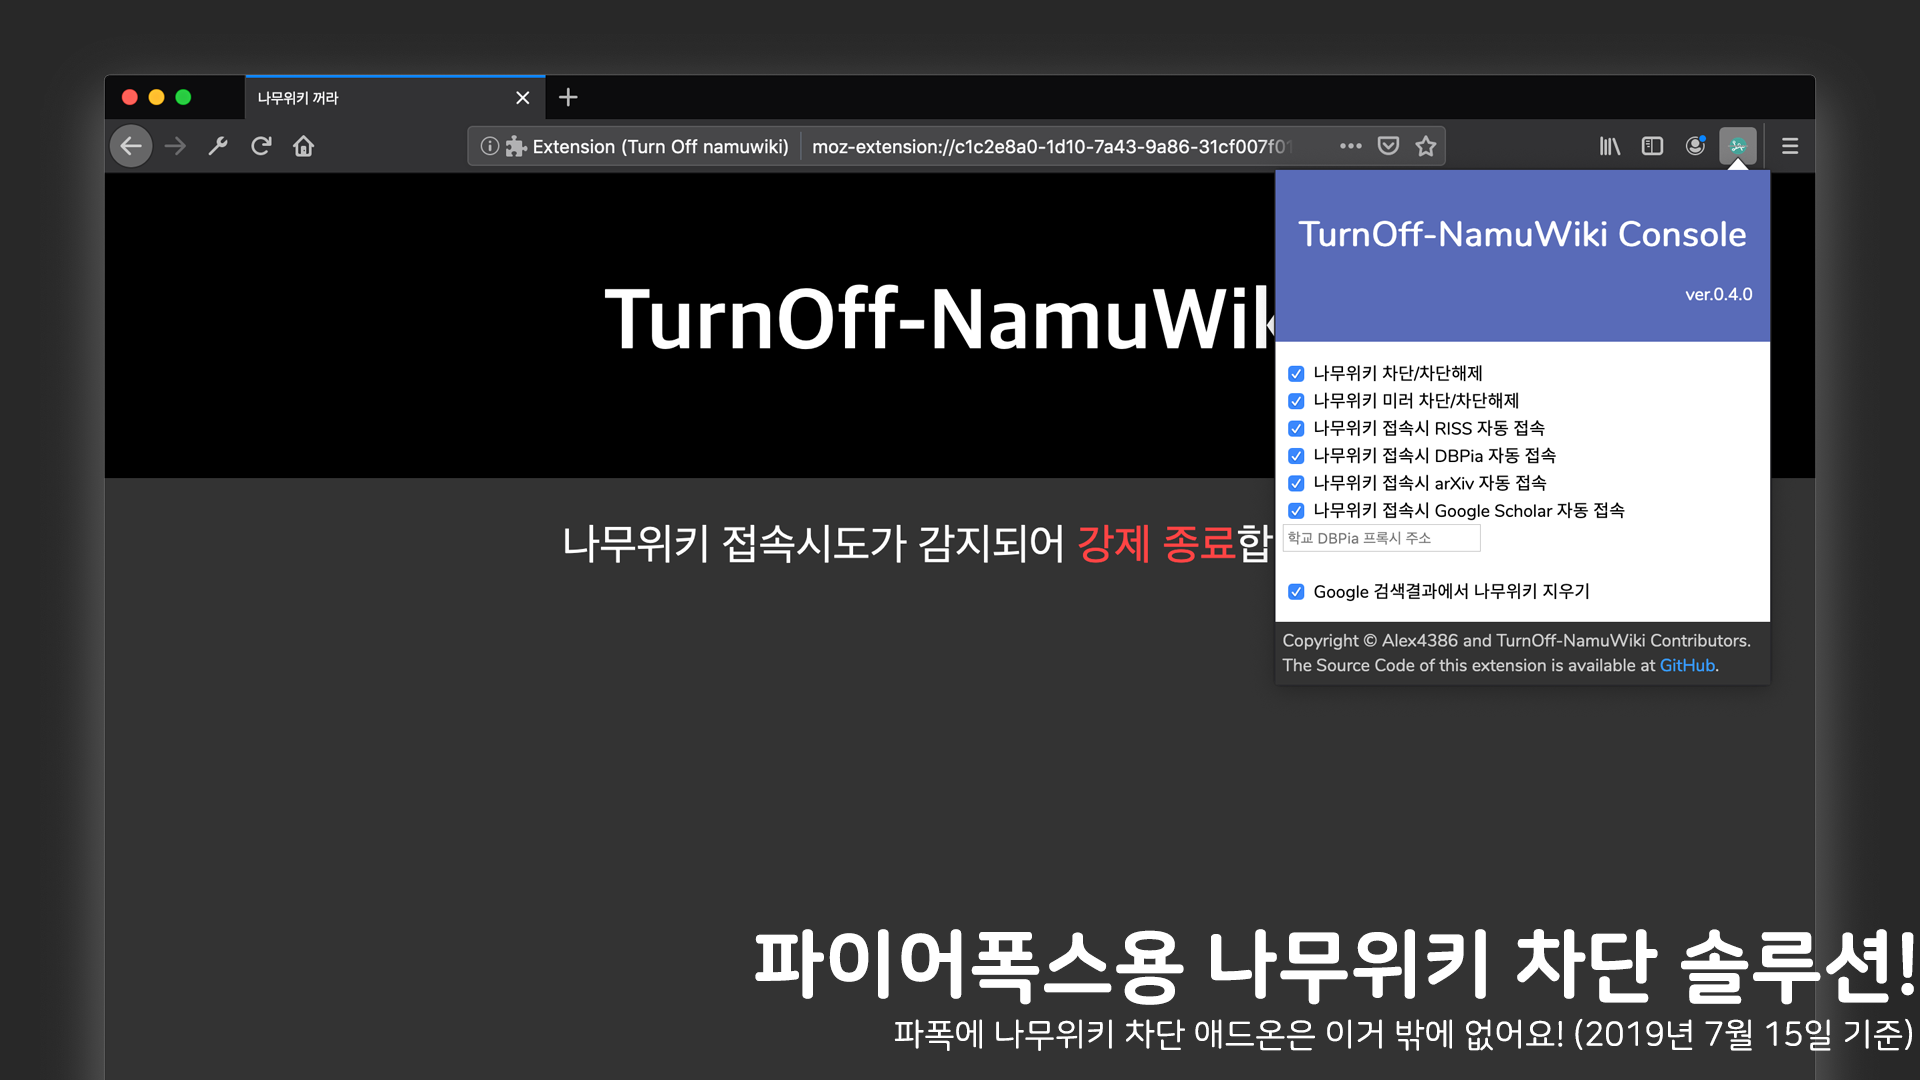 나무위키 꺼라
Extension (Turn Off namuwiki) moz-extension://c1c2e8a0-1d10-7a43-9a86-31cf007f01
TurnOff-NamuWiki Console
ver.0.4.0
TurnOff-NamuWik
나무위키 차단/차단해제
나무위키 미러 차단/차단해제
나무위키 접속시 RISS 자동 접속
나무위키 접속시 DBPia 자동 접속
나무위키 접속시 arXiv 자동 접속
나무위키 접속시 Google Scholar 자동 접속
학교 DBPia 프록시 주소
나무위키 접속시도가 감지되어 강제 종료합
Google 검색결과에서 나무위키 지우기
Copyright © Alex4386 and TurnOff-NamuWiki Contributors.
The Source Code of this extension is available at GitHub.
파이어폭스용 나무위키 차단 솔루션!
파폭에 나무위키 차단 애드온은 이거 밖에 없어요! (2019년 7월 15일 기준)